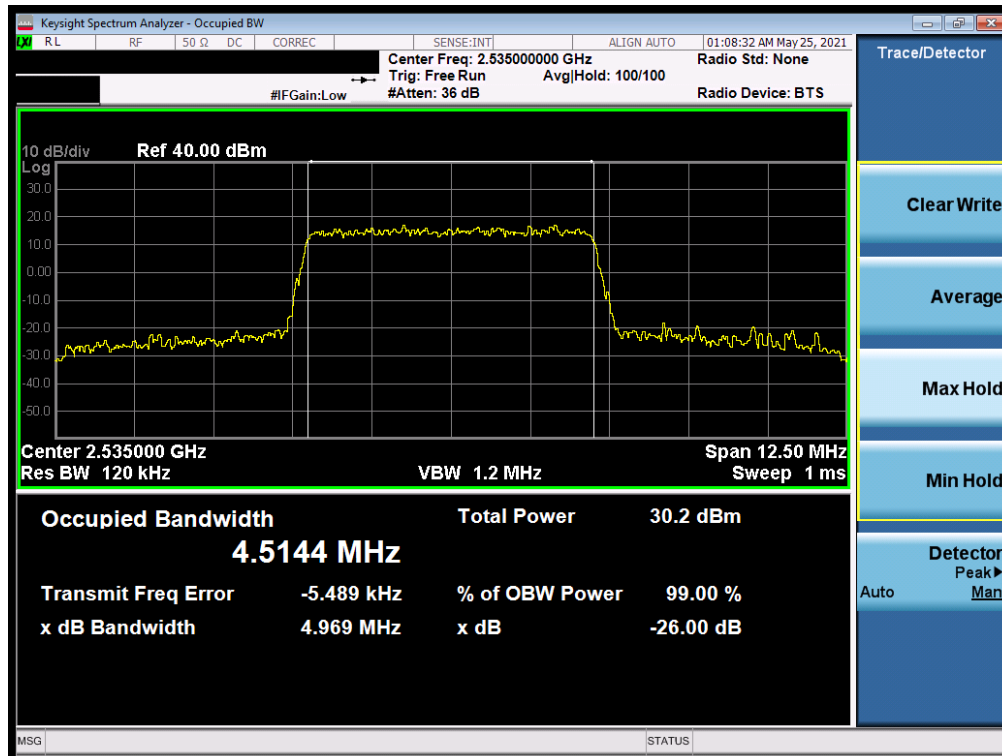 Keysight Spectrum Analyzer - Occupied BW
LXI RL RF 50 Ω DC CORREC SENSE:INT ALIGN AUTO 01:08:32 AM May 25, 2021
Center Freq: 2.535000000 GHz Radio Std: None
Trig: Free Run Avg|Hold: 100/100
#IFGain:Low #Atten: 36 dB Radio Device: BTS
10 dB/div Ref 40.00 dBm
Log
30.0
20.0
10.0
0.00
-10.0
-20.0
-30.0
-40.0
-50.0
Center 2.535000 GHz Span 12.50 MHz
Res BW 120 kHz VBW 1.2 MHz Sweep 1 ms
Occupied Bandwidth Total Power 30.2 dBm
4.5144 MHz
Transmit Freq Error -5.489 kHz % of OBW Power 99.00 %
x dB Bandwidth 4.969 MHz x dB -26.00 dB
MSG STATUS
Trace/Detector
Clear Write
Average
Max Hold
Min Hold
Detector
Peak▶
Auto Man